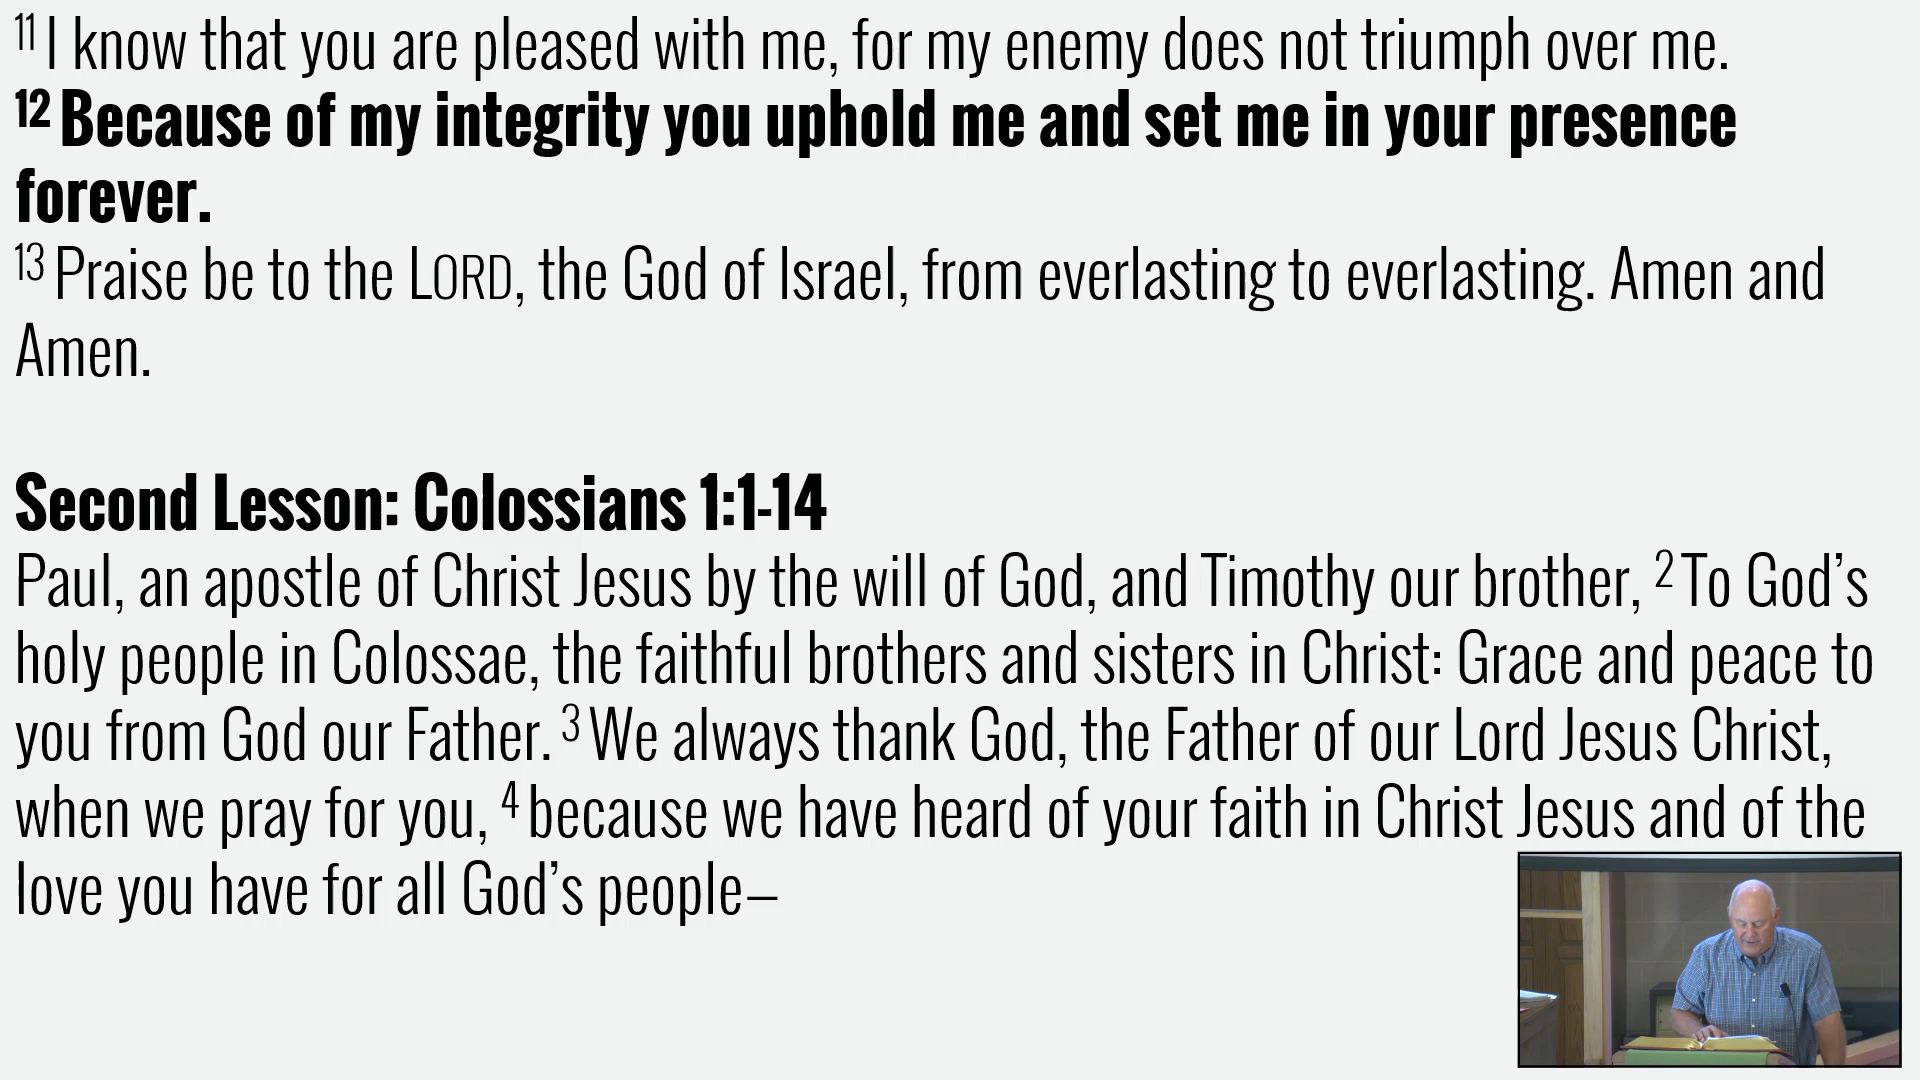 11 I know that you are pleased with me, for my enemy does not triumph over me.
12 Because of my integrity you uphold me and set me in your presence
forever.
13 Praise be to the LORD, the God of Israel, from everlasting to everlasting. Amen and
Amen.
Second Lesson: Colossians 1:1-14
Paul, an apostle of Christ Jesus by the will of God, and Timothy our brother, 2 To God’s
holy people in Colossae, the faithful brothers and sisters in Christ: Grace and peace to
you from God our Father. 3 We always thank God, the Father of our Lord Jesus Christ,
when we pray for you, 4 because we have heard of your faith in Christ Jesus and of the
love you have for all God’s people—